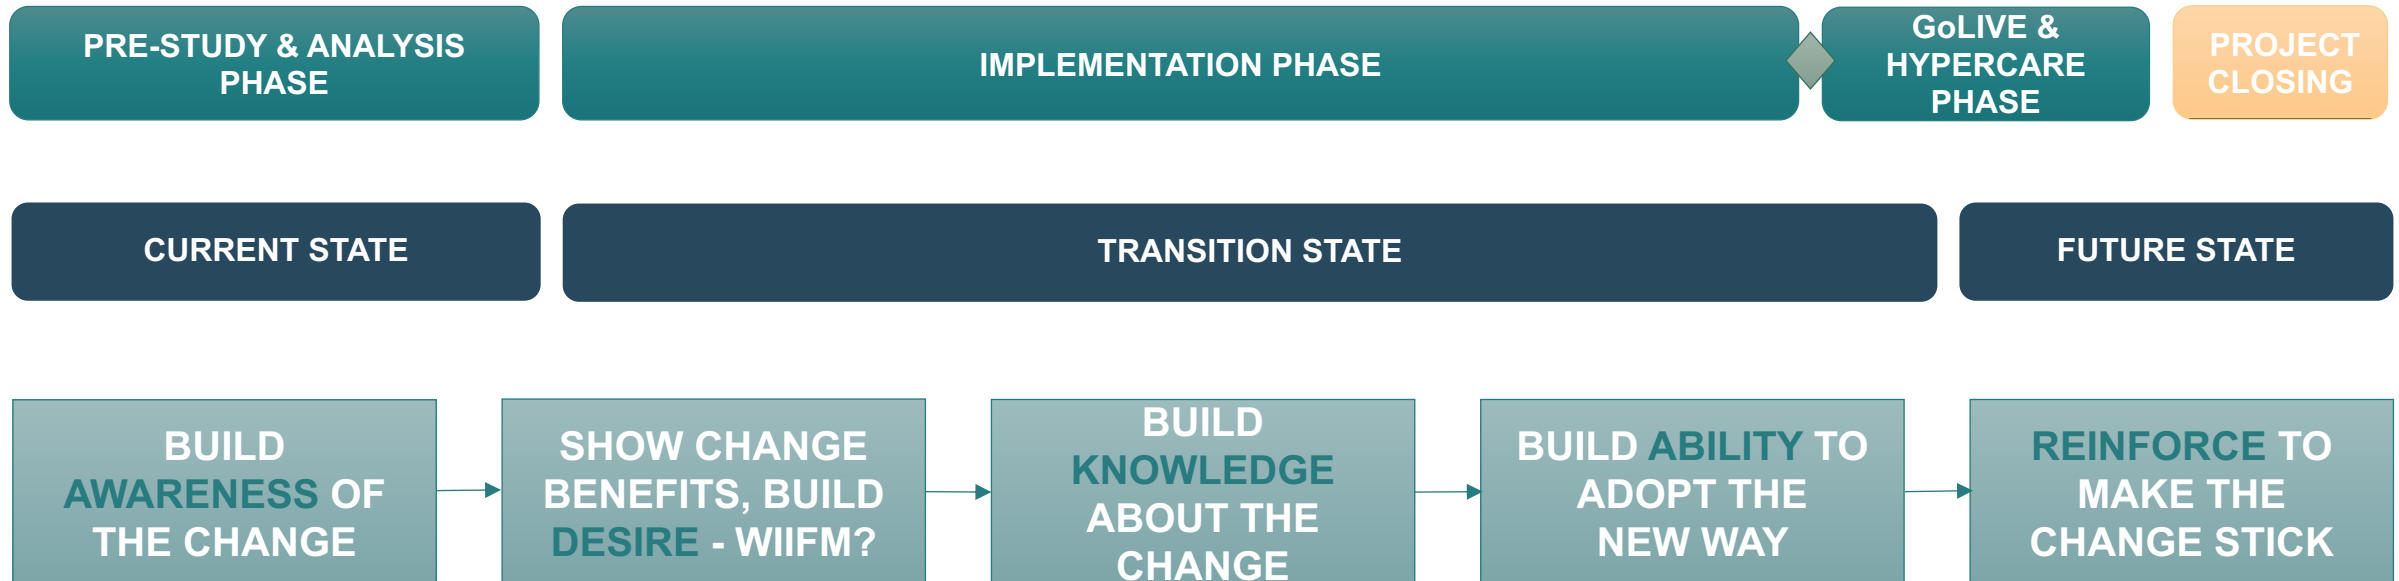 PRE-STUDY & ANALYSIS
PHASE
IMPLEMENTATION PHASE
GoLIVE &
HYPERCARE
PHASE
PROJECT
CLOSING
CURRENT STATE
TRANSITION STATE
FUTURE STATE
BUILD
AWARENESS OF
THE CHANGE
SHOW CHANGE
BENEFITS, BUILD
DESIRE - WIIFM?
BUILD
KNOWLEDGE
ABOUT THE
CHANGE
BUILD ABILITY TO
ADOPT THE
NEW WAY
REINFORCE TO
MAKE THE
CHANGE STICK